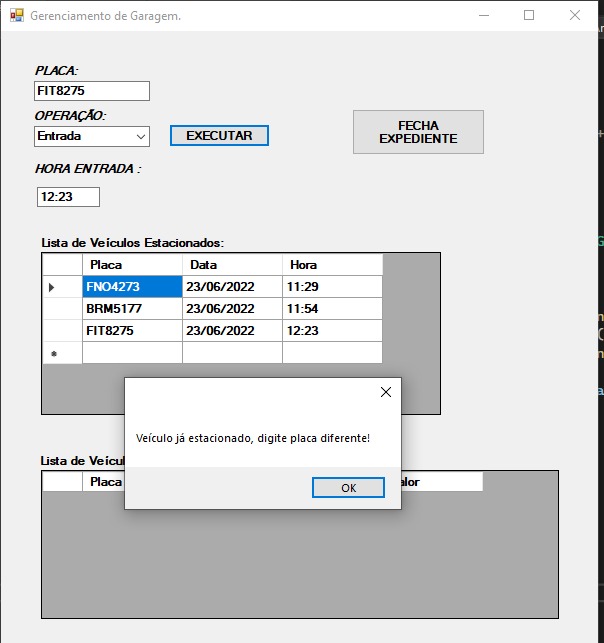 Gerenciamento de Garagem.
PLACA:
FIT8275
OPERAÇÃO:
Entrada
EXECUTAR
FECHA
EXPEDIENTE
HORA ENTRADA :
12:23
Lista de Veículos Estacionados:
Placa Data Hora
FNO4273 23/06/2022 11:29
BRM5177 23/06/2022 11:54
FIT8275 23/06/2022 12:23
Veículo já estacionado, digite placa diferente!
OK
Lista de
Placa